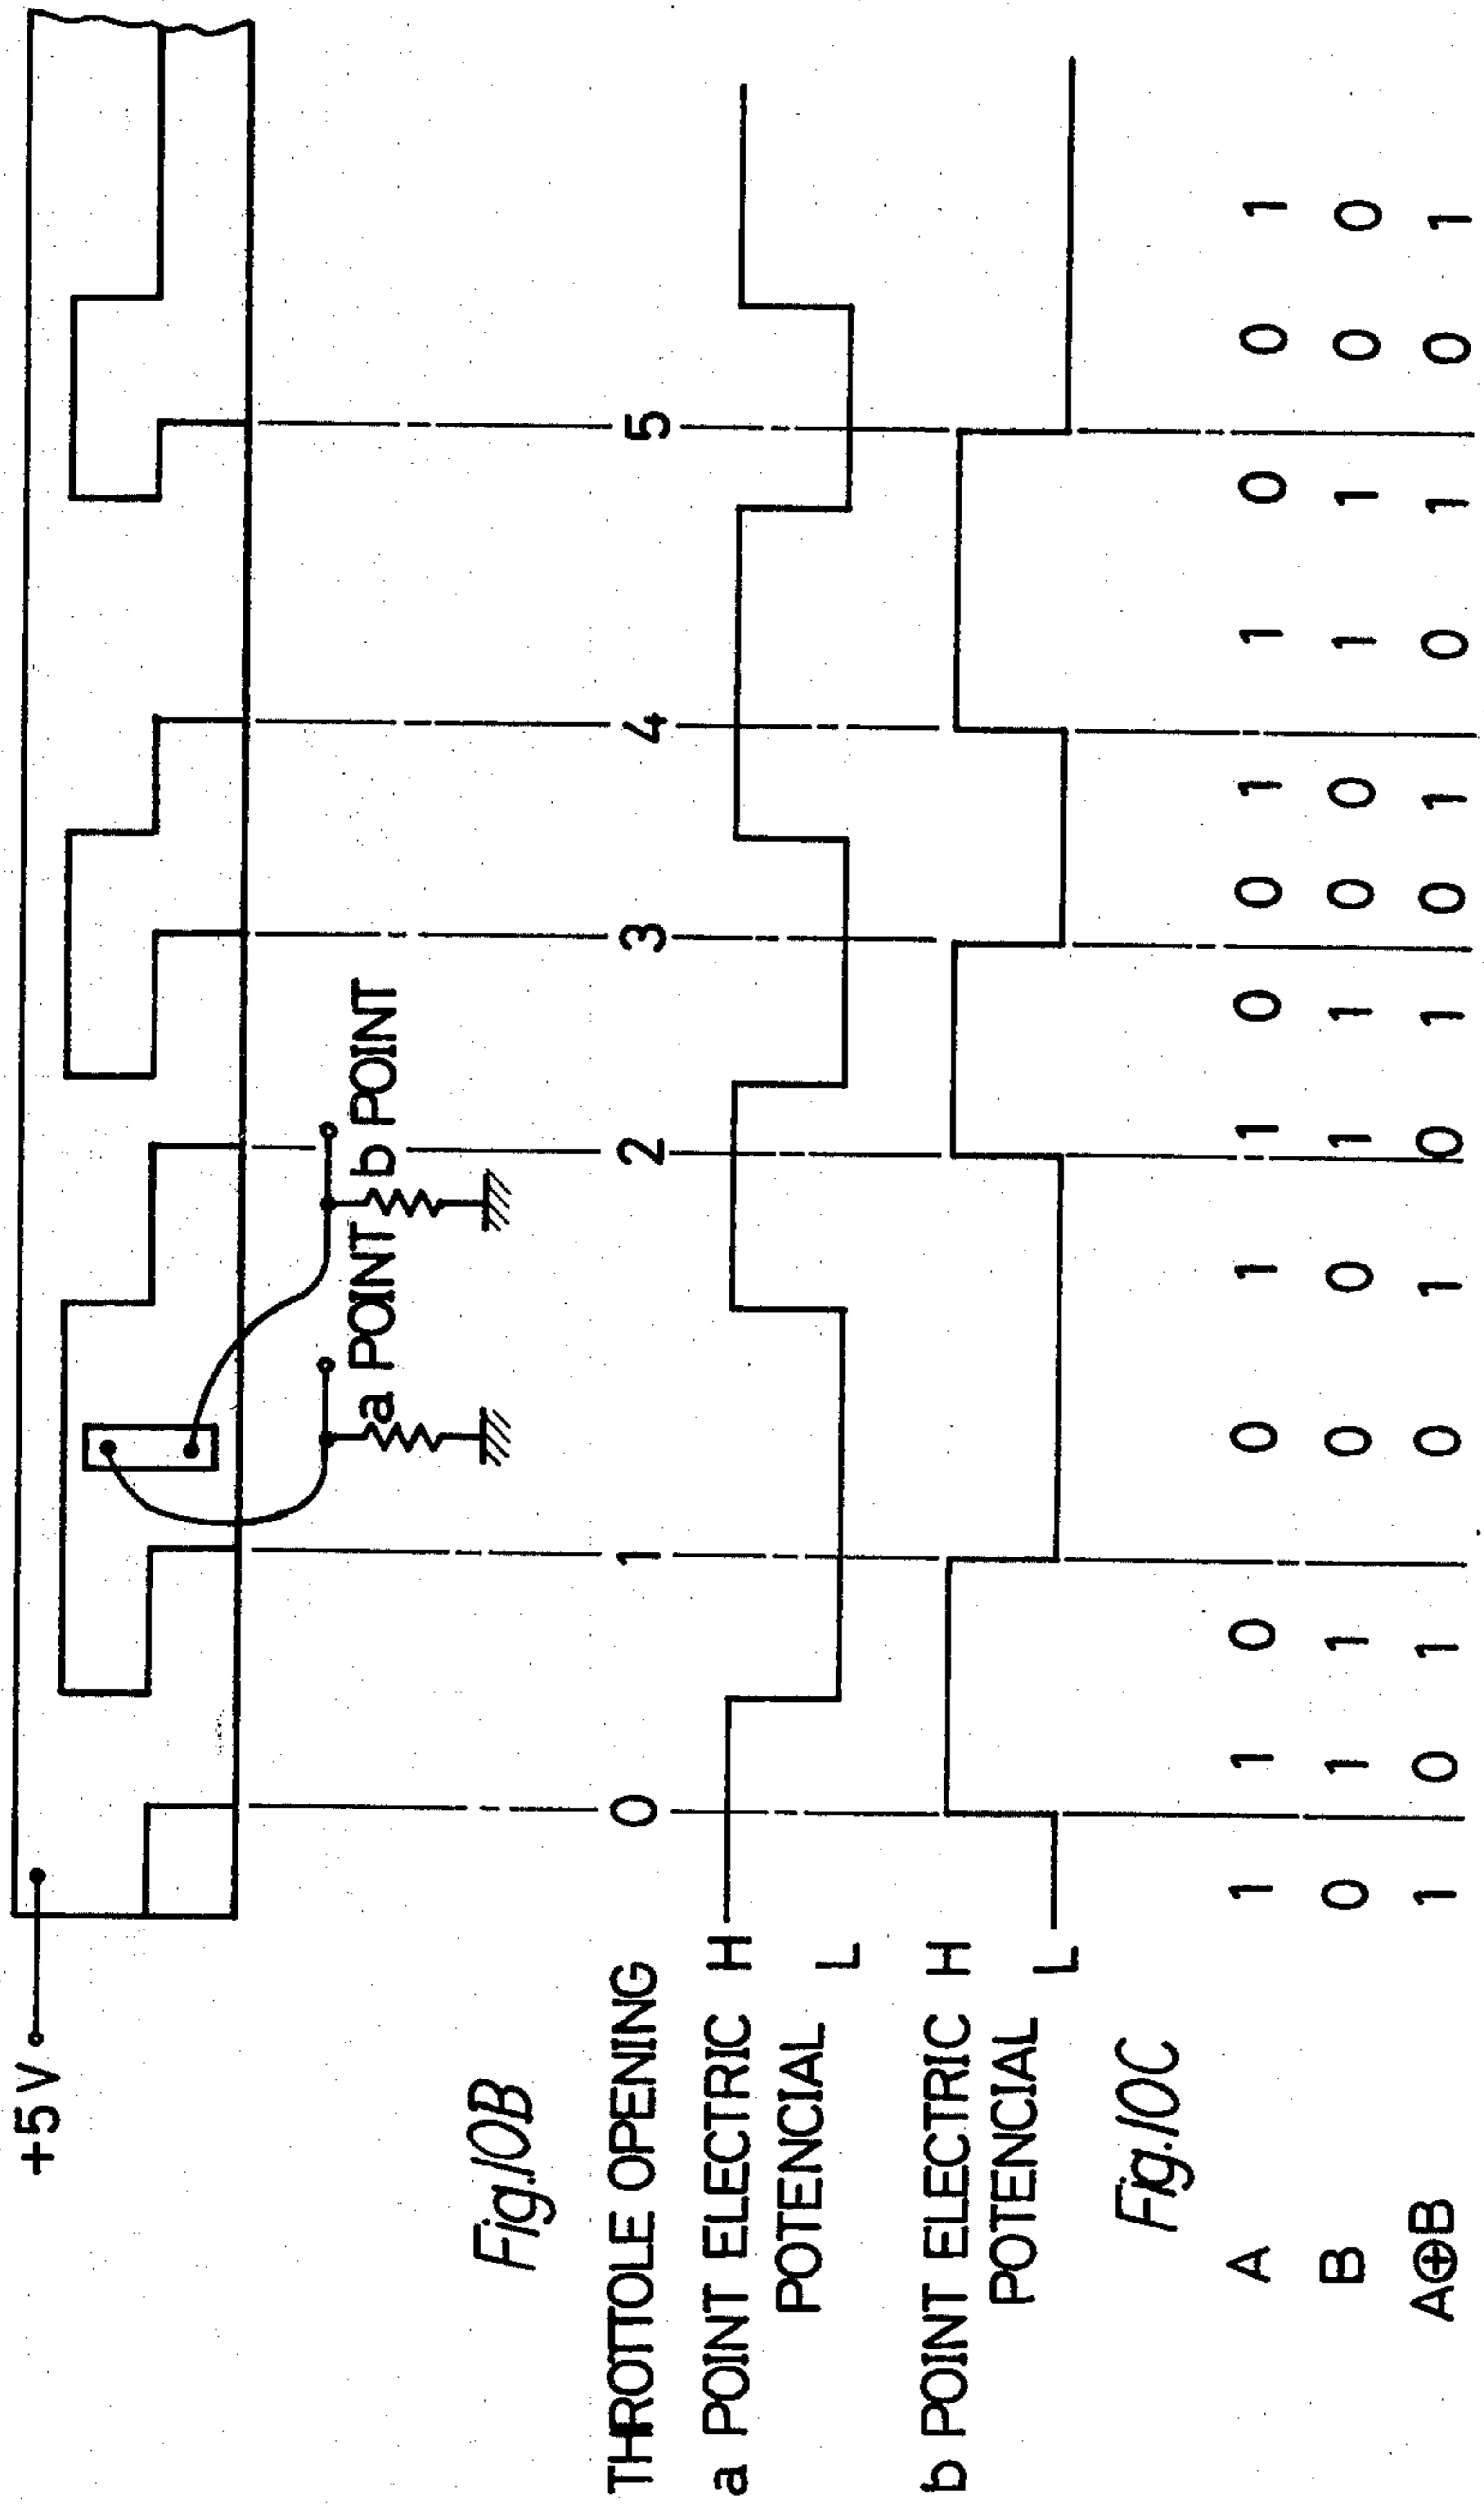 +5V
a POINT b POINT
Fig.10B
THROTTOLE OPENING 0 1 2 3 4 5
a POINT ELECTRIC H
POTENCIAL L
b POINT ELECTRIC H
POTENCIAL L
Fig.10C
A 1 1 0 0 1 1 0 0 1 1 0 0 1
B 0 1 1 0 0 1 1 0 0 1 1 0 0
A⊕B 1 0 1 0 1 0 1 0 1 0 1 0 1